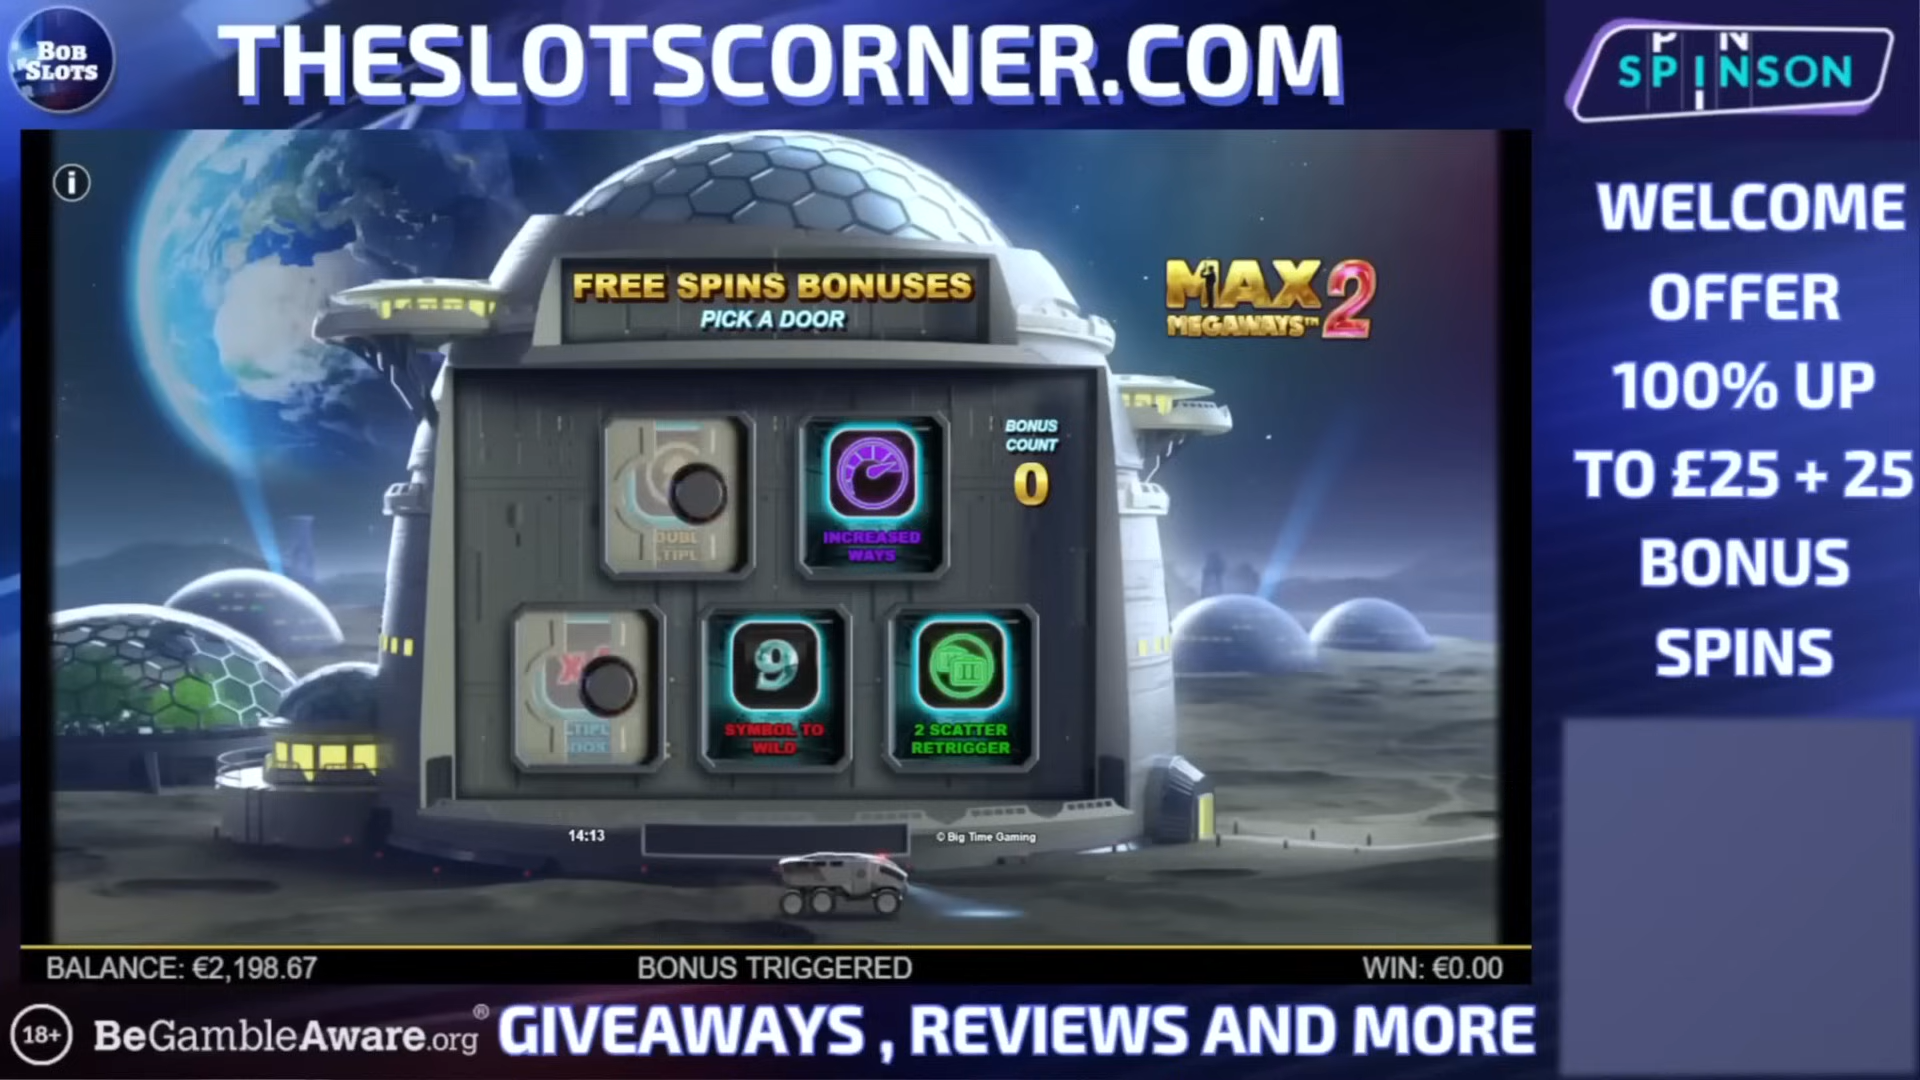 BOB
SLOTS
THESLOTSCORNER.COM
SPINSON
WELCOME
OFFER
100% UP
TO £25 + 25
BONUS
SPINS
i
FREE SPINS BONUSES
PICK A DOOR
MAX 2
MEGAWAYS™
BONUS
COUNT
0
INCREASED
WAYS
9
SYMBOL TO
WILD
2 SCATTER
RETRIGGER
14:13
© Big Time Gaming
BALANCE: €2,198.67
BONUS TRIGGERED
WIN: €0.00
18+
BeGambleAware.org®
GIVEAWAYS , REVIEWS AND MORE